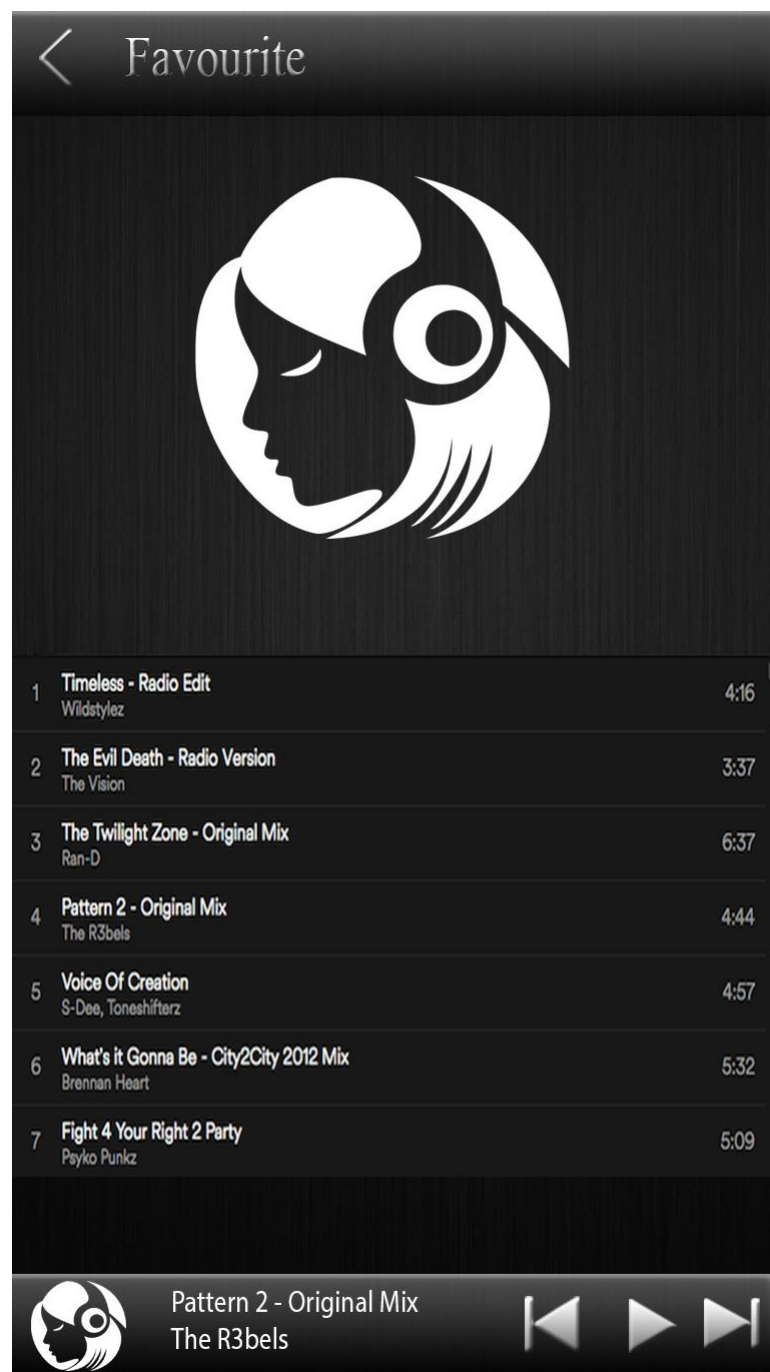 Favourite
1 Timeless - Radio Edit 4:16
Wildstylez
2 The Evil Death - Radio Version 3:37
The Vision
3 The Twilight Zone - Original Mix 6:37
Ran-D
4 Pattern 2 - Original Mix 4:44
The R3bels
5 Voice Of Creation 4:57
S-Dee, Toneshifterz
6 What's it Gonna Be - City2City 2012 Mix 5:32
Brennan Heart
7 Fight 4 Your Right 2 Party 5:09
Psyko Punkz
Pattern 2 - Original Mix
The R3bels